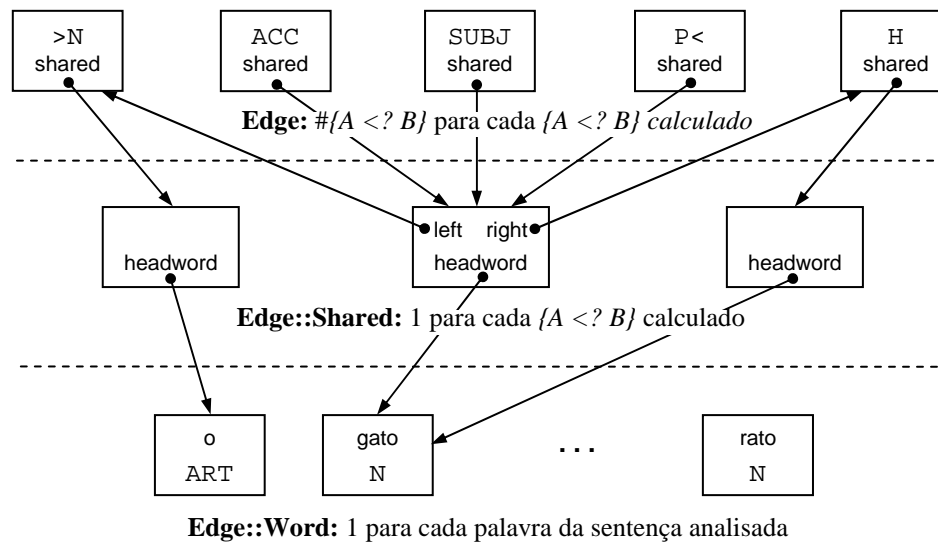 >N ACC SUBJ P< H
shared shared shared shared shared
Edge: #{A <? B} para cada {A <? B} calculado
left right
headword headword headword
Edge::Shared: 1 para cada {A <? B} calculado
o gato ... rato
ART N N
Edge::Word: 1 para cada palavra da sentença analisada